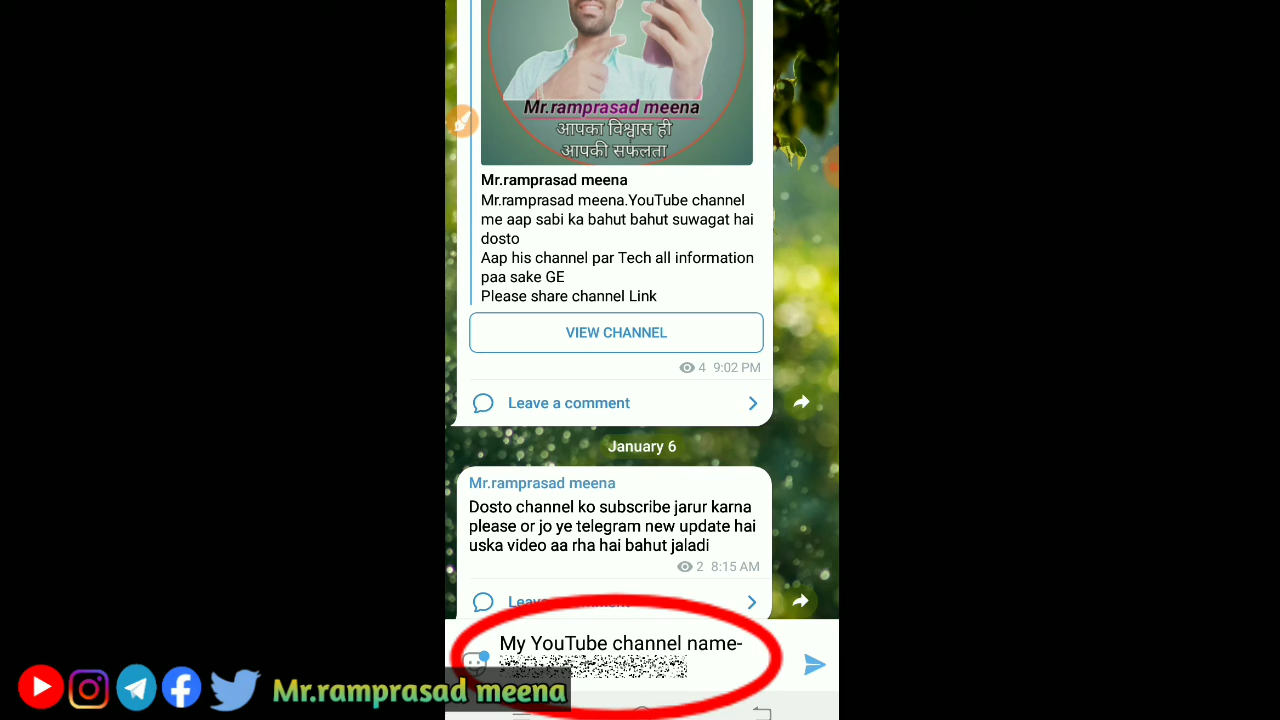 Mr.ramprasad meena
आपका विश्वास ही
आपकी सफलता
Mr.ramprasad meena
Mr.ramprasad meena.YouTube channel
me aap sabi ka bahut bahut suwagat hai
dosto
Aap his channel par Tech all information
paa sake GE
Please share channel Link
VIEW CHANNEL
4 9:02 PM
Leave a comment
January 6
Mr.ramprasad meena
Dosto channel ko subscribe jarur karna
please or jo ye telegram new update hai
uska video aa rha hai bahut jaladi
2 8:15 AM
Leave a comment
My YouTube channel name-
Mr.ramprasad meena